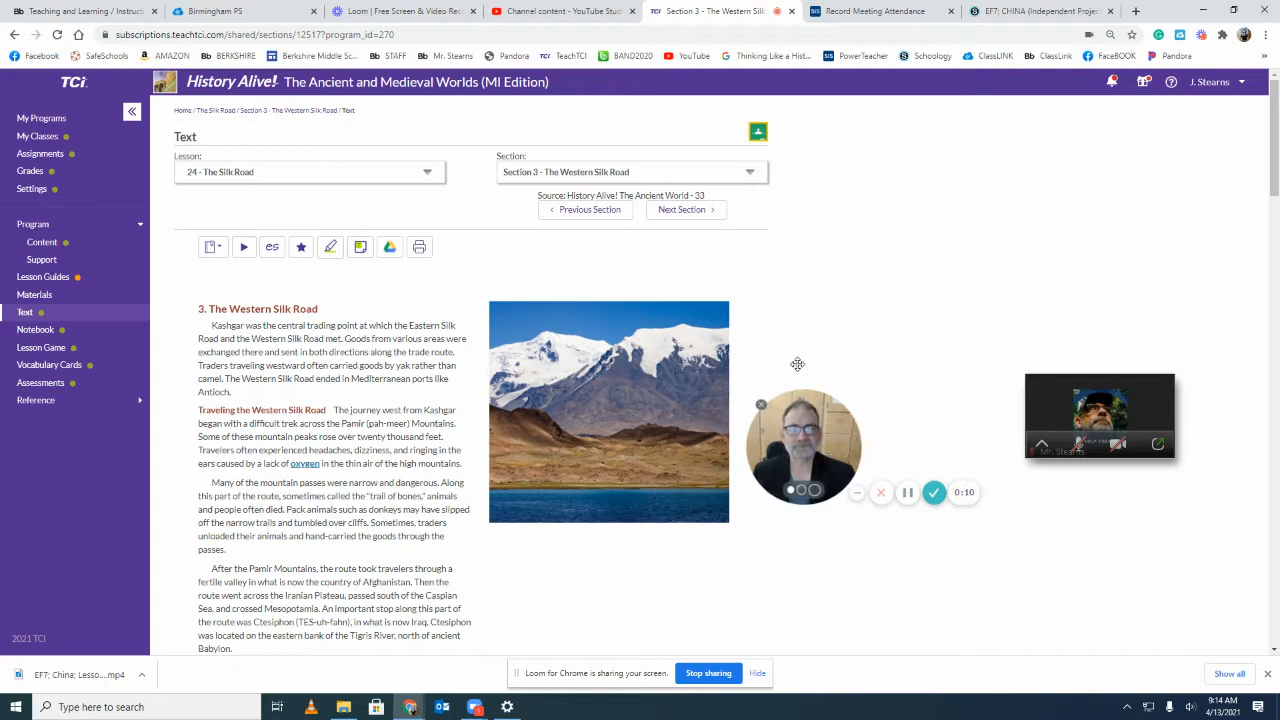 Teaching and Learning / Instruc
Birmingham PS
Loom | Free Screen & Video Rec
Channel content - YouTube Studi
Section 3 - The Western Silk
Record Meeting Attendance
EF7; CHINA (Independent Proje
subscriptions.teachtci.com/shared/sections/12517?program_id=270
Facebook
SafeSchools
AMAZON
Bb BERKSHIRE
Berkshire Middle Sc...
Bb STAFF
Bb Mr. Stearns
Pandora
TCi TeachTCI
BAND2020
YouTube
Thinking Like a Hist...
SIS PowerTeacher
Schoology
ClassLINK
Bb ClassLink
FaceBOOK
Pandora
TCi
History Alive! The Ancient and Medieval Worlds (MI Edition)
J. Stearns
My Programs
My Classes
Assignments
Grades
Settings
Program
Content
Support
Lesson Guides
Materials
Text
Notebook
Lesson Game
Vocabulary Cards
Assessments
Reference
2021 TCI
Home / The Silk Road / Section 3 - The Western Silk Road / Text
Text
Lesson:
24 - The Silk Road
Section:
Section 3 - The Western Silk Road
Source: History Alive! The Ancient World - 33
Previous Section
Next Section
es
3. The Western Silk Road
Kashgar was the central trading point at which the Eastern Silk
Road and the Western Silk Road met. Goods from various areas were
exchanged there and sent in both directions along the trade route.
Traders traveling westward often carried goods by yak rather than
camel. The Western Silk Road ended in Mediterranean ports like
Antioch.
Traveling the Western Silk Road The journey west from Kashgar
began with a difficult trek across the Pamir (pah-meer) Mountains.
Some of these mountain peaks rose over twenty thousand feet.
Travelers often experienced headaches, dizziness, and ringing in the
ears caused by a lack of oxygen in the thin air of the high mountains.
Many of the mountain passes were narrow and dangerous. Along
this part of the route, sometimes called the "trail of bones," animals
and people often died. Pack animals such as donkeys may have slipped
off the narrow trails and tumbled over cliffs. Sometimes, traders
unloaded their animals and hand-carried the goods through the
passes.
After the Pamir Mountains, the route took travelers through a
fertile valley in what is now the country of Afghanistan. Then the
route went across the Iranian Plateau, passed south of the Caspian
Sea, and crossed Mesopotamia. An important stop along this part of
the route was Ctesiphon (TES-uh-fahn), in what is now Iraq. Ctesiphon
was located on the eastern bank of the Tigris River, north of ancient
Babylon.
0:10
Mr. Stearns
EF7; China; Lesso....mp4
Loom for Chrome is sharing your screen.
Stop sharing
Hide
Show all
Type here to search
9:14 AM
4/13/2021